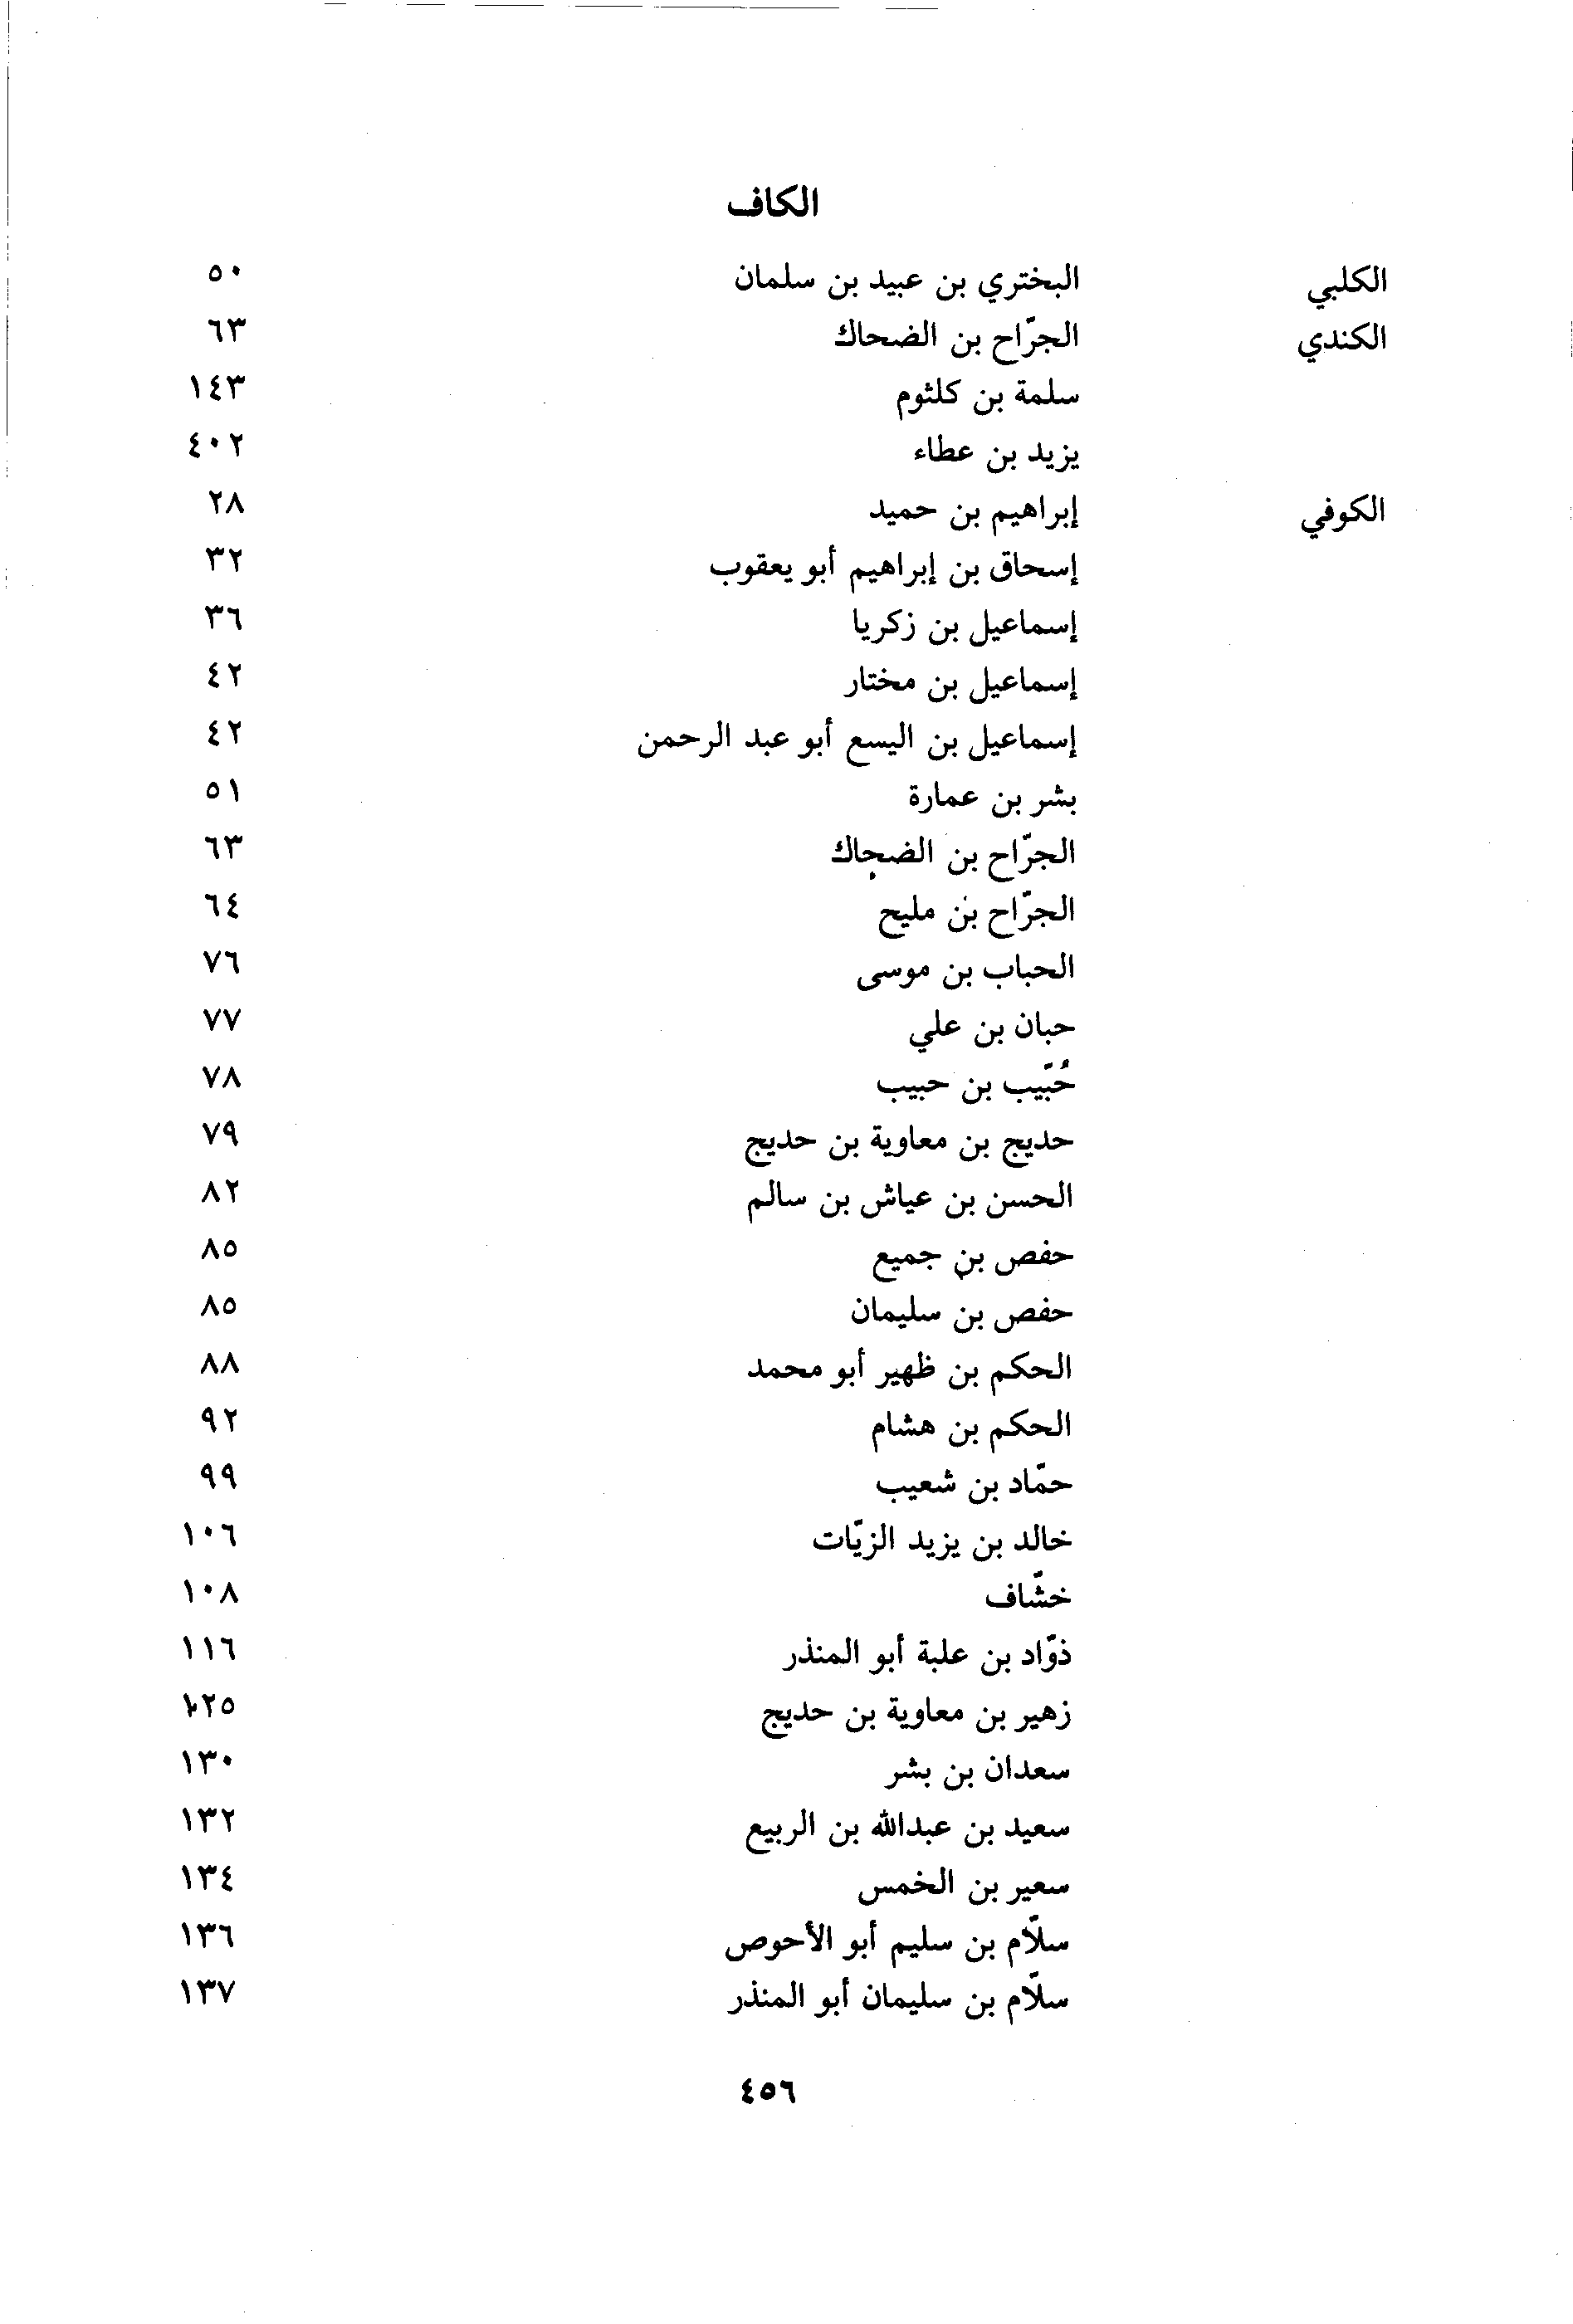 الكاف
الكلبي البختري بن عبيد بن سلمان ٥٠
الكندي الجرّاح بن الضحاك ٦٣
سلمة بن كلثوم ١٤٣
يزيد بن عطاء ٤٠٢
الكوفي إبراهيم بن حميد ٢٨
إسحاق بن إبراهيم أبو يعقوب ٣٢
إسماعيل بن زكريا ٣٦
إسماعيل بن مختار ٤٢
إسماعيل بن اليسع أبو عبد الرحمن ٤٢
بشر بن عمارة ٥١
الجرّاح بن الضحاك ٦٣
الجرّاح بن مليح ٦٤
الحباب بن موسى ٧٦
حبان بن علي ٧٧
حُبّيب بن حبيب ٧٨
حديج بن معاوية بن حديج ٧٩
الحسن بن عياش بن سالم ٨٢
حفص بن جميع ٨٥
حفص بن سليمان ٨٥
الحكم بن ظهير أبو محمد ٨٨
الحكم بن هشام ٩٢
حمّاد بن شعيب ٩٩
خالد بن يزيد الزيّات ١٠٦
خشّاف ١٠٨
ذوّاد بن علبة أبو المنذر ١١٦
زهير بن معاوية بن حديج ١٢٥
سعدان بن بشر ١٣٠
سعيد بن عبدالله بن الربيع ١٣٢
سعير بن الخمس ١٣٤
سلّام بن سليم أبو الأحوص ١٣٦
سلّام بن سليمان أبو المنذر ١٣٧
٤٥٦